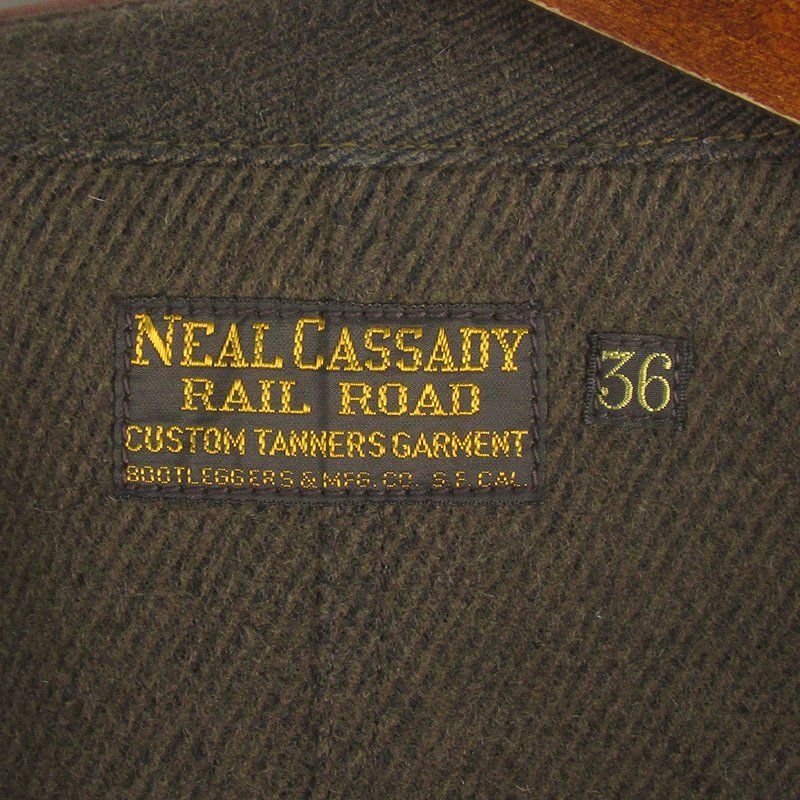 NEAL CASSADY
RAIL ROAD
CUSTOM TANNERS GARMENT
BOOTLEGGERS & MFG. CO. S.F. CAL.
36